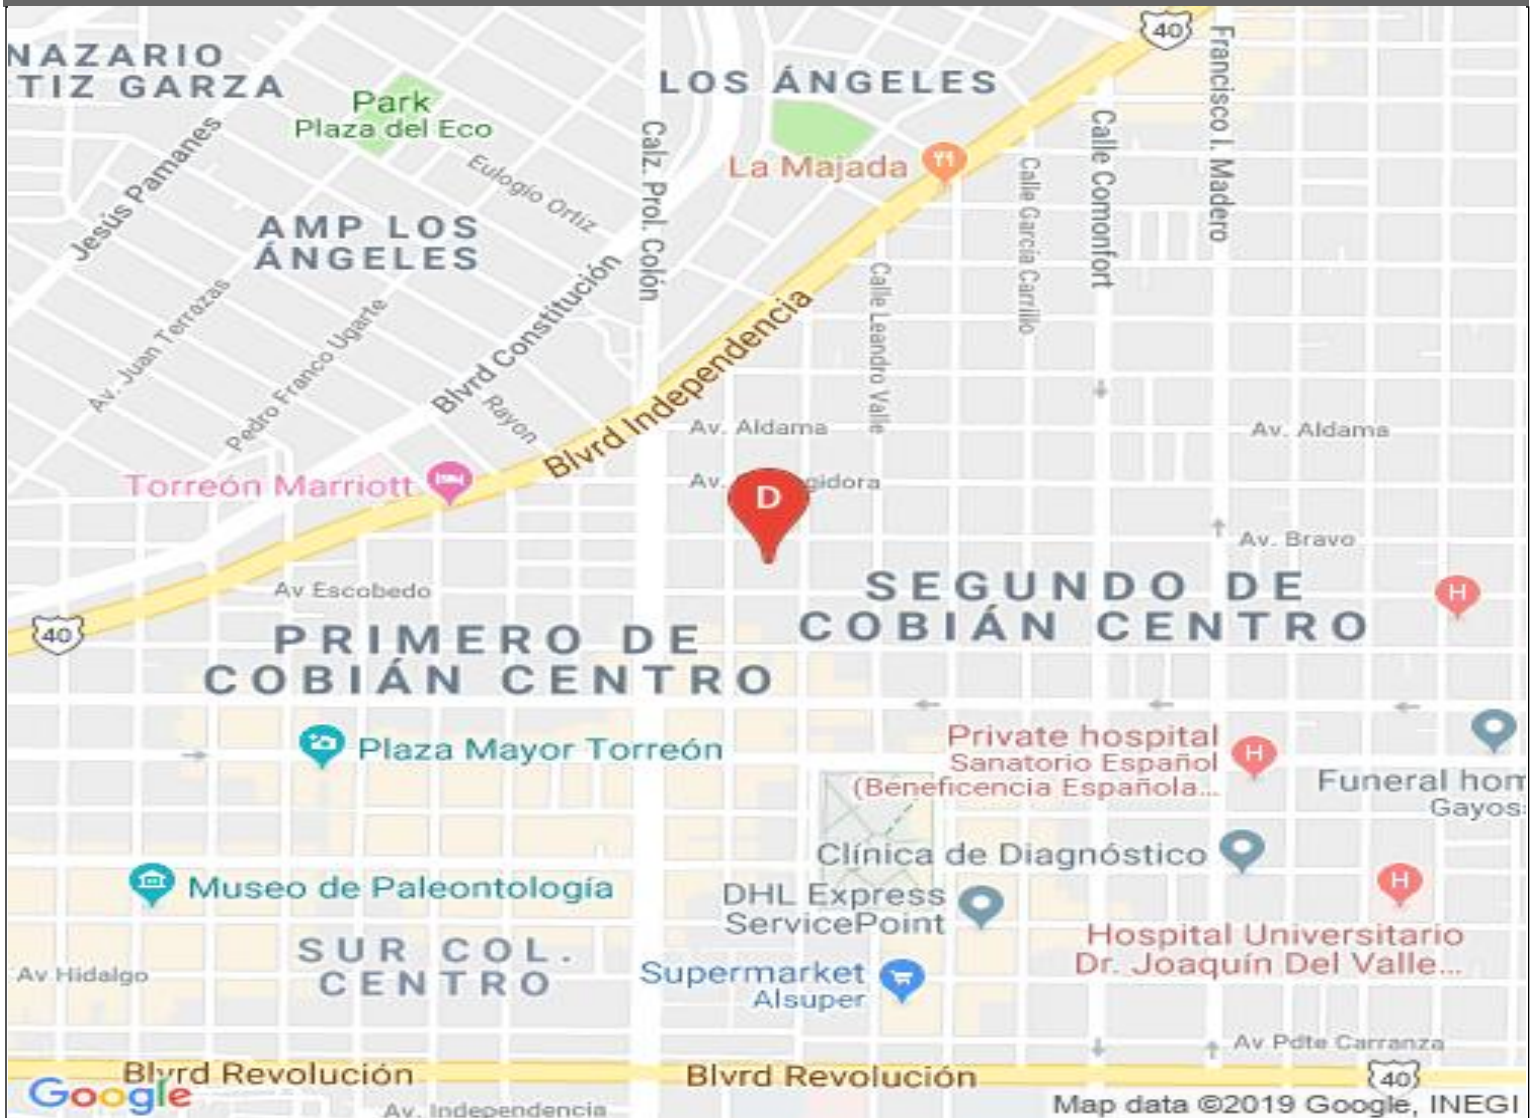 40
NAZARIO
TIZ GARZA
LOS ÁNGELES
Park
Plaza del Eco
Francisco I. Madero
Calle Comonfort
Calz. Prol. Colón
Jesús Pamanes
Eulogio Ortiz
La Majada
Calle Garcia Carrillo
AMP LOS
ÁNGELES
Calle Leandro Valle
Blvrd Constitución
Av. Juan Terrazas
Pedro Franco Ugarte
Blvrd Independencia
Rayon
Av. Aldama
Av. Aldama
Torreón Marriott
Av.
gidora
D
Av. Bravo
Av Escobedo
SEGUNDO DE
COBIÁN CENTRO
H
40
PRIMERO DE
COBIÁN CENTRO
Plaza Mayor Torreón
Private hospital
Sanatorio Español
(Beneficencia Española...
H
Funeral hom
Gayos
Clínica de Diagnóstico
Museo de Paleontología
DHL Express
ServicePoint
H
Hospital Universitario
Dr. Joaquín Del Valle...
SUR COL.
CENTRO
Av Hidalgo
Supermarket
Alsuper
Av Pdte Carranza
Blvrd Revolución
Blvrd Revolución
40
Google
Av. Independencia
Map data ©2019 Google, INEGI